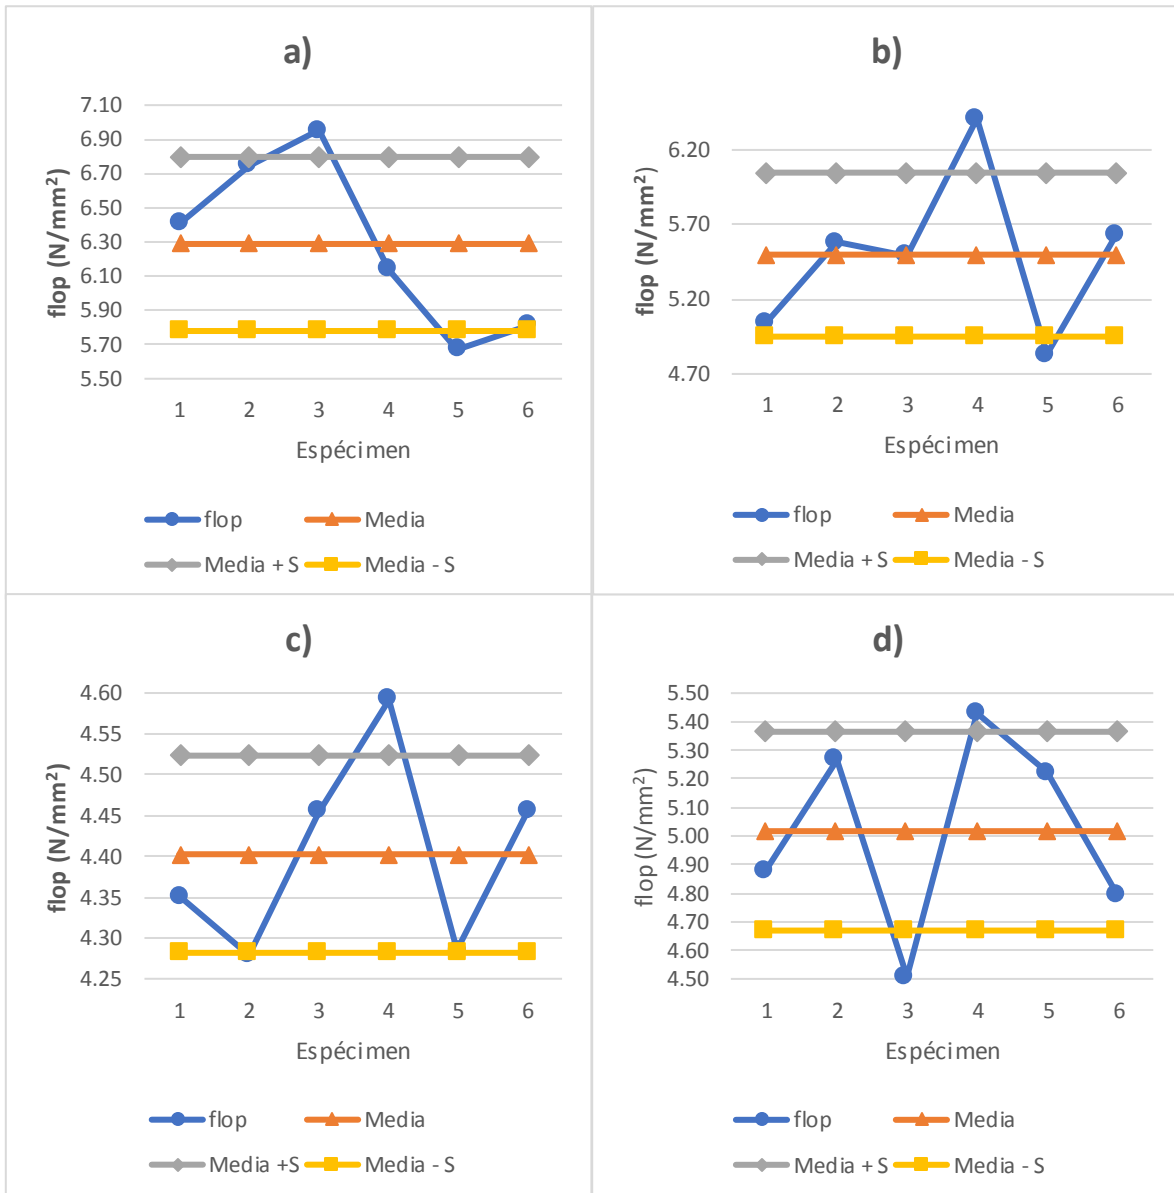 a)
flop (N/mm²)
7.10
6.90
6.70
6.50
6.30
6.10
5.90
5.70
5.50
1 2 3 4 5 6
Espécimen
flop Media
Media + S Media - S
b)
flop (N/mm²)
6.20
5.70
5.20
4.70
1 2 3 4 5 6
Espécimen
flop Media
Media + S Media - S
c)
flop (N/mm²)
4.60
4.55
4.50
4.45
4.40
4.35
4.30
4.25
1 2 3 4 5 6
Espécimen
flop Media
Media +S Media - S
d)
flop (N/mm²)
5.50
5.40
5.30
5.20
5.10
5.00
4.90
4.80
4.70
4.60
4.50
1 2 3 4 5 6
Espécimen
flop Media
Media + S Media - S